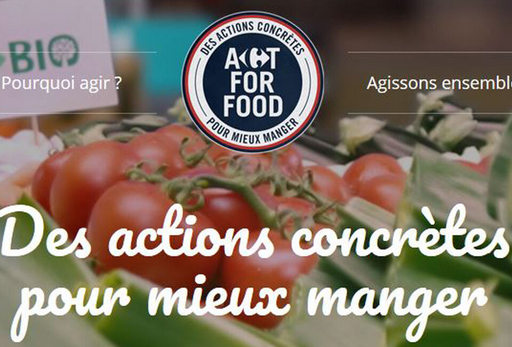 BIO
Pourquoi agir ?
DES ACTIONS CONCRÈTES
ACT
FOR
FOOD
POUR MIEUX MANGER
Agissons ensemble
Des actions concrètes
pour mieux manger